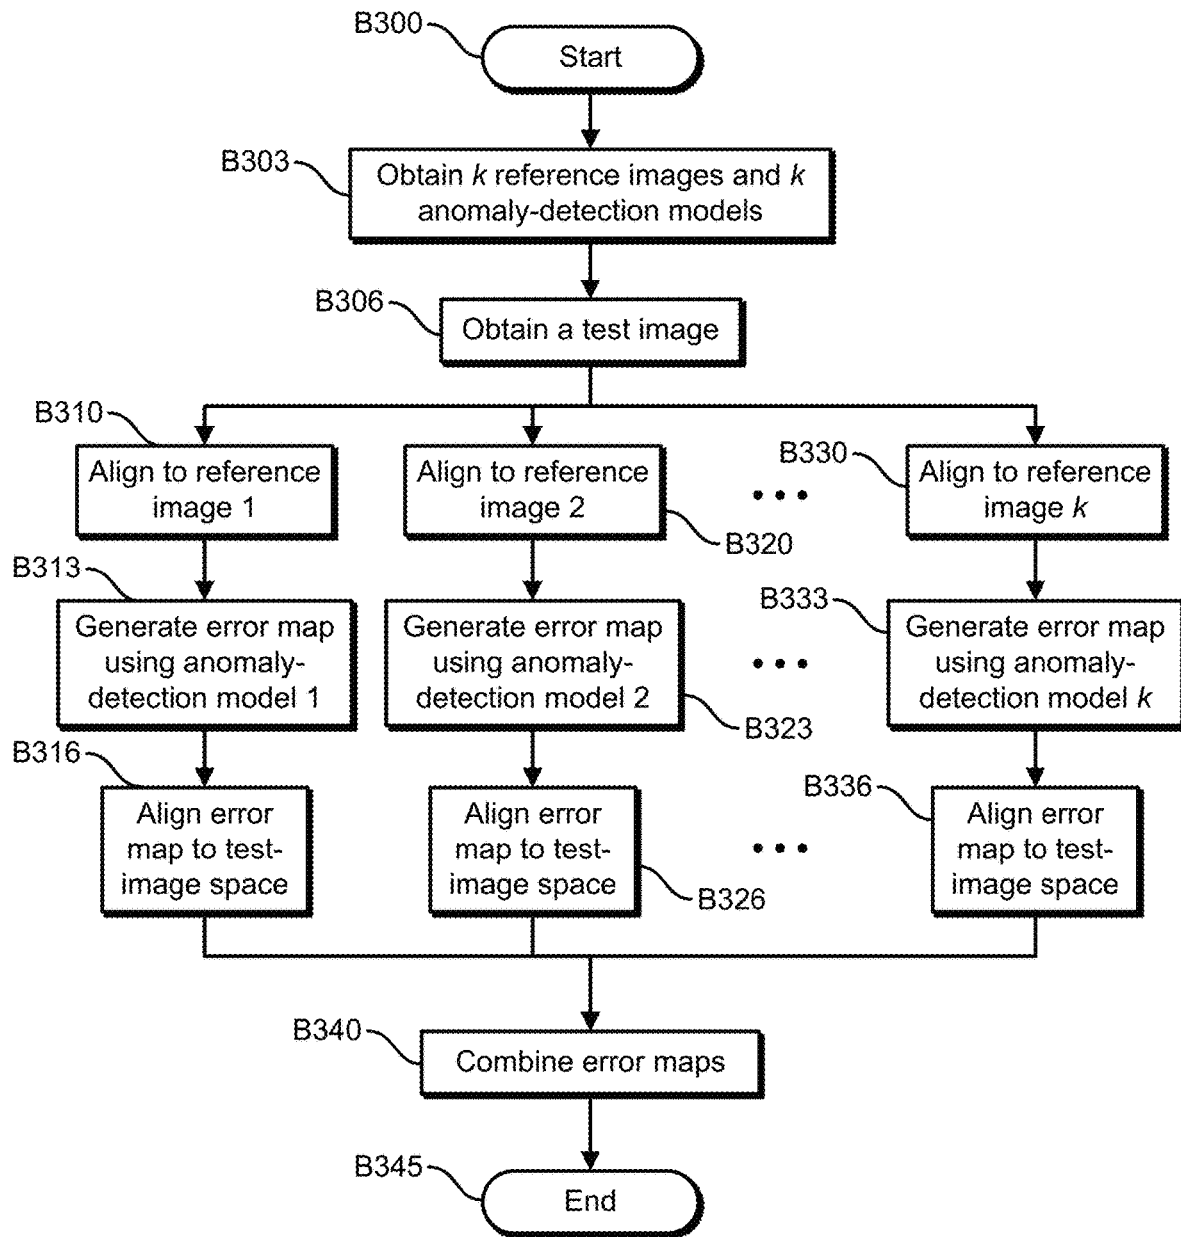 B300
Start
B303
Obtain k reference images and k
anomaly-detection models
B306
Obtain a test image
B310
Align to reference
image 1
Align to reference
image 2
B320
B330
Align to reference
image k
B313
Generate error map
using anomaly-
detection model 1
Generate error map
using anomaly-
detection model 2
B323
B333
Generate error map
using anomaly-
detection model k
B316
Align error
map to test-
image space
Align error
map to test-
image space
B326
B336
Align error
map to test-
image space
B340
Combine error maps
B345
End